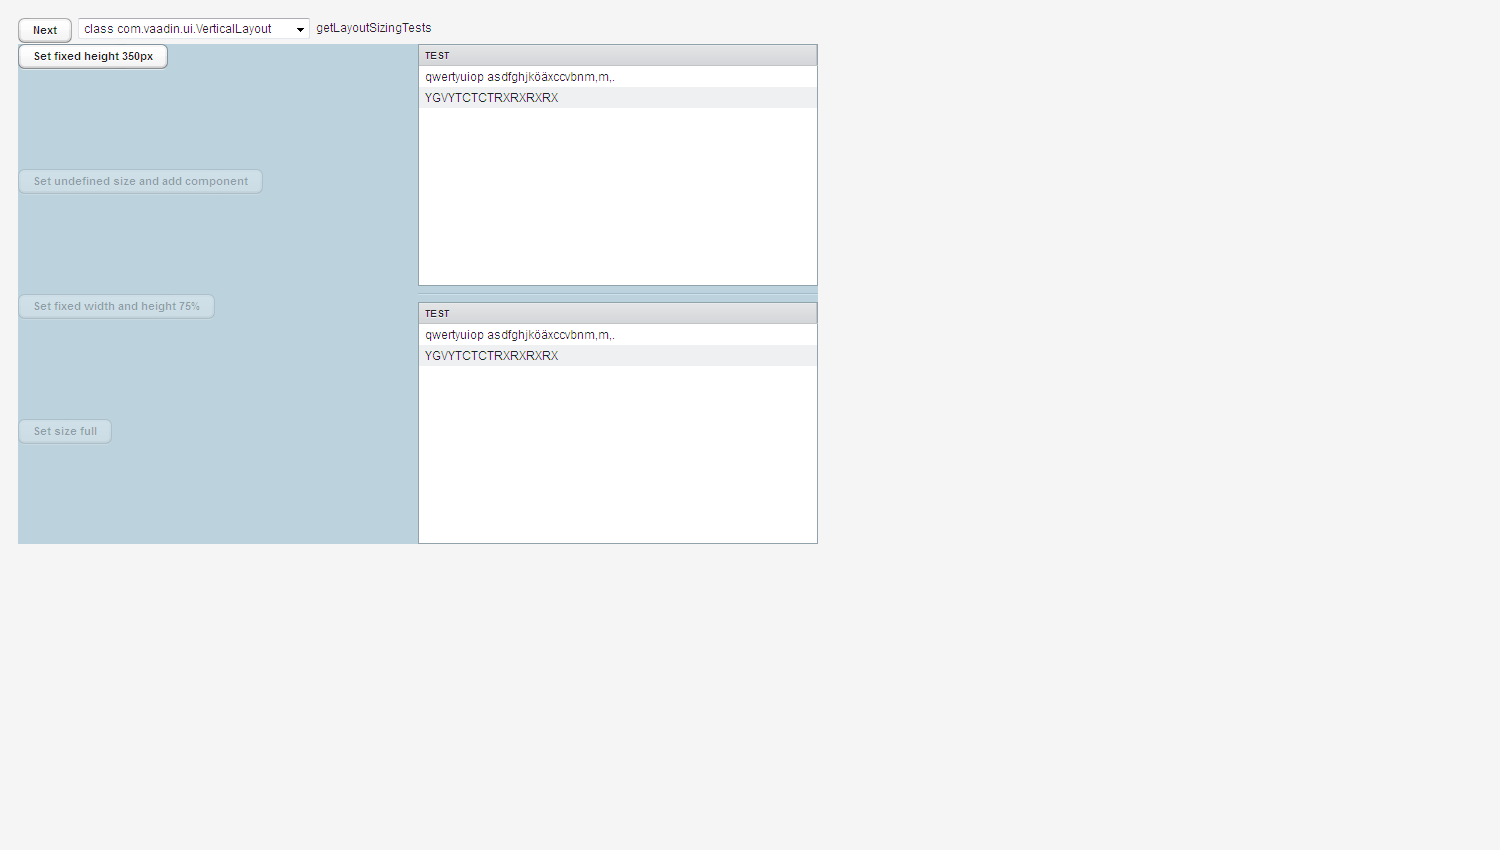 Next
class com.vaadin.ui.VerticalLayout
getLayoutSizingTests
Set fixed height 350px
TEST
qwertyuiop asdfghjköäxccvbnm,m,.
YGVYTCTCTRXRXRXRX
Set undefined size and add component
Set fixed width and height 75%
TEST
qwertyuiop asdfghjköäxccvbnm,m,.
YGVYTCTCTRXRXRXRX
Set size full